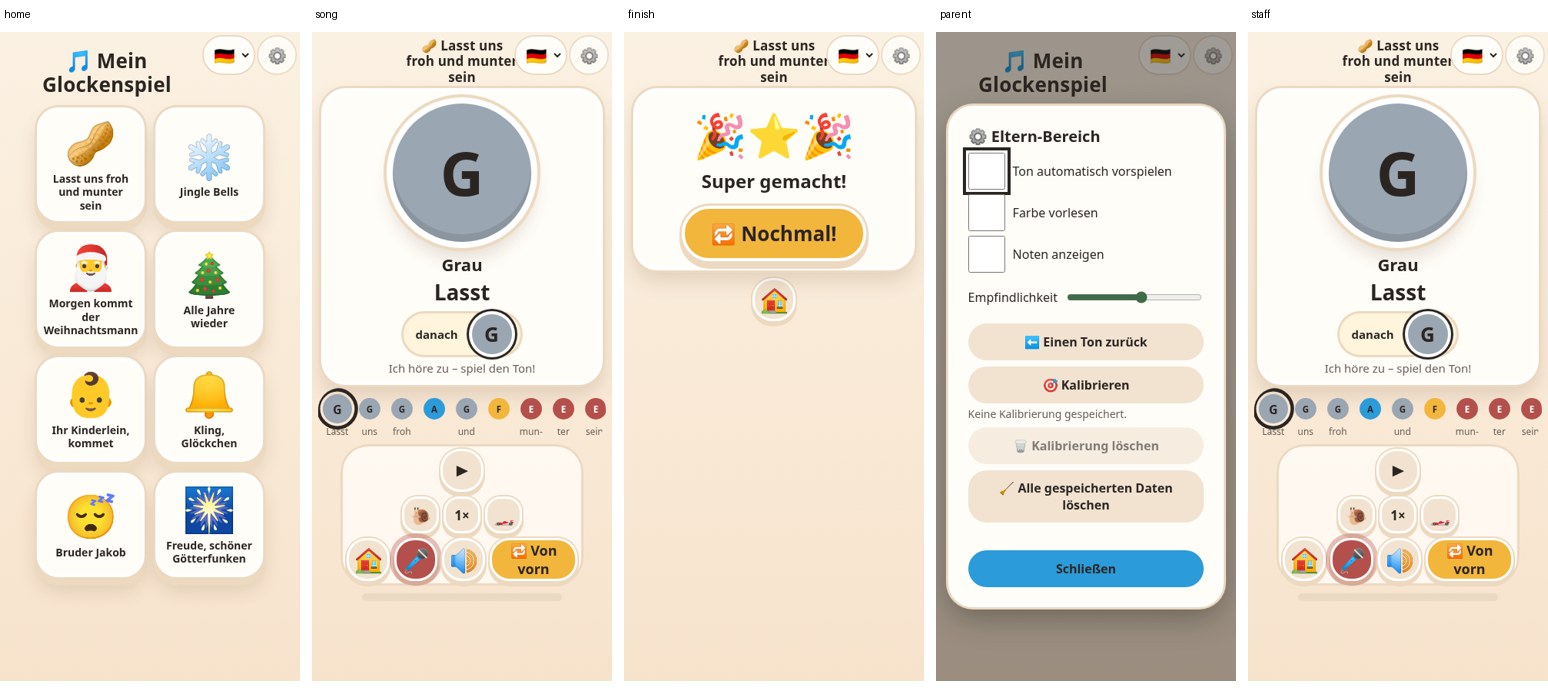 home
song
finish
parent
staff
Mein
Glockenspiel
Lasst uns froh
und munter
sein
Jingle Bells
Morgen kommt
der
Weihnachtsmann
Alle Jahre
wieder
Ihr Kinderlein,
kommet
Kling,
Glöckchen
Bruder Jakob
Freude, schöner
Götterfunken
Lasst uns
froh und munter
sein
G
Grau
Lasst
danach G
Ich höre zu – spiel den Ton!
G G G A G F E E E
Lasst uns froh und mun- ter sein
1×
Von
vorn
Lasst uns
froh und munter
sein
Super gemacht!
Nochmal!
Mein
Glockenspiel
Eltern-Bereich
Ton automatisch vorspielen
Farbe vorlesen
Noten anzeigen
Empfindlichkeit
Einen Ton zurück
Kalibrieren
Keine Kalibrierung gespeichert.
Kalibrierung löschen
Alle gespeicherten Daten
löschen
Schließen
Lasst uns
froh und munter
sein
G
Grau
Lasst
danach G
Ich höre zu – spiel den Ton!
G G G A G F E E E
Lasst uns froh und mun- ter sein
1×
Von
vorn